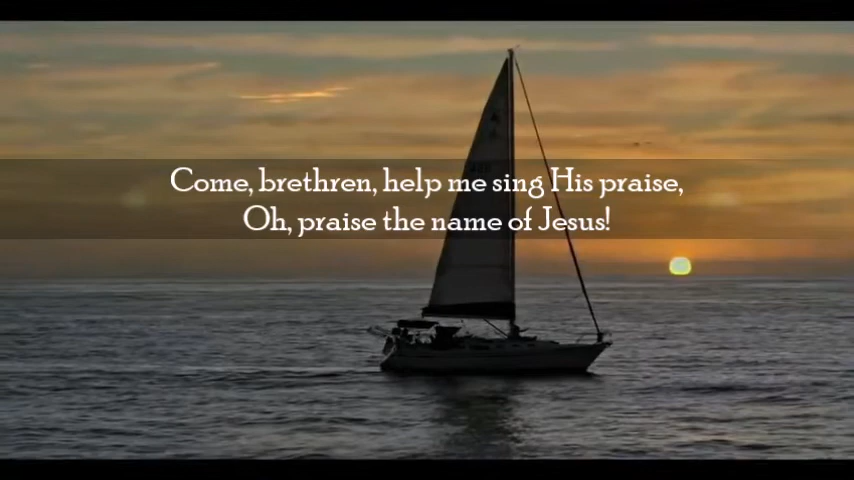 Come, brethren, help me sing His praise,
Oh, praise the name of Jesus!